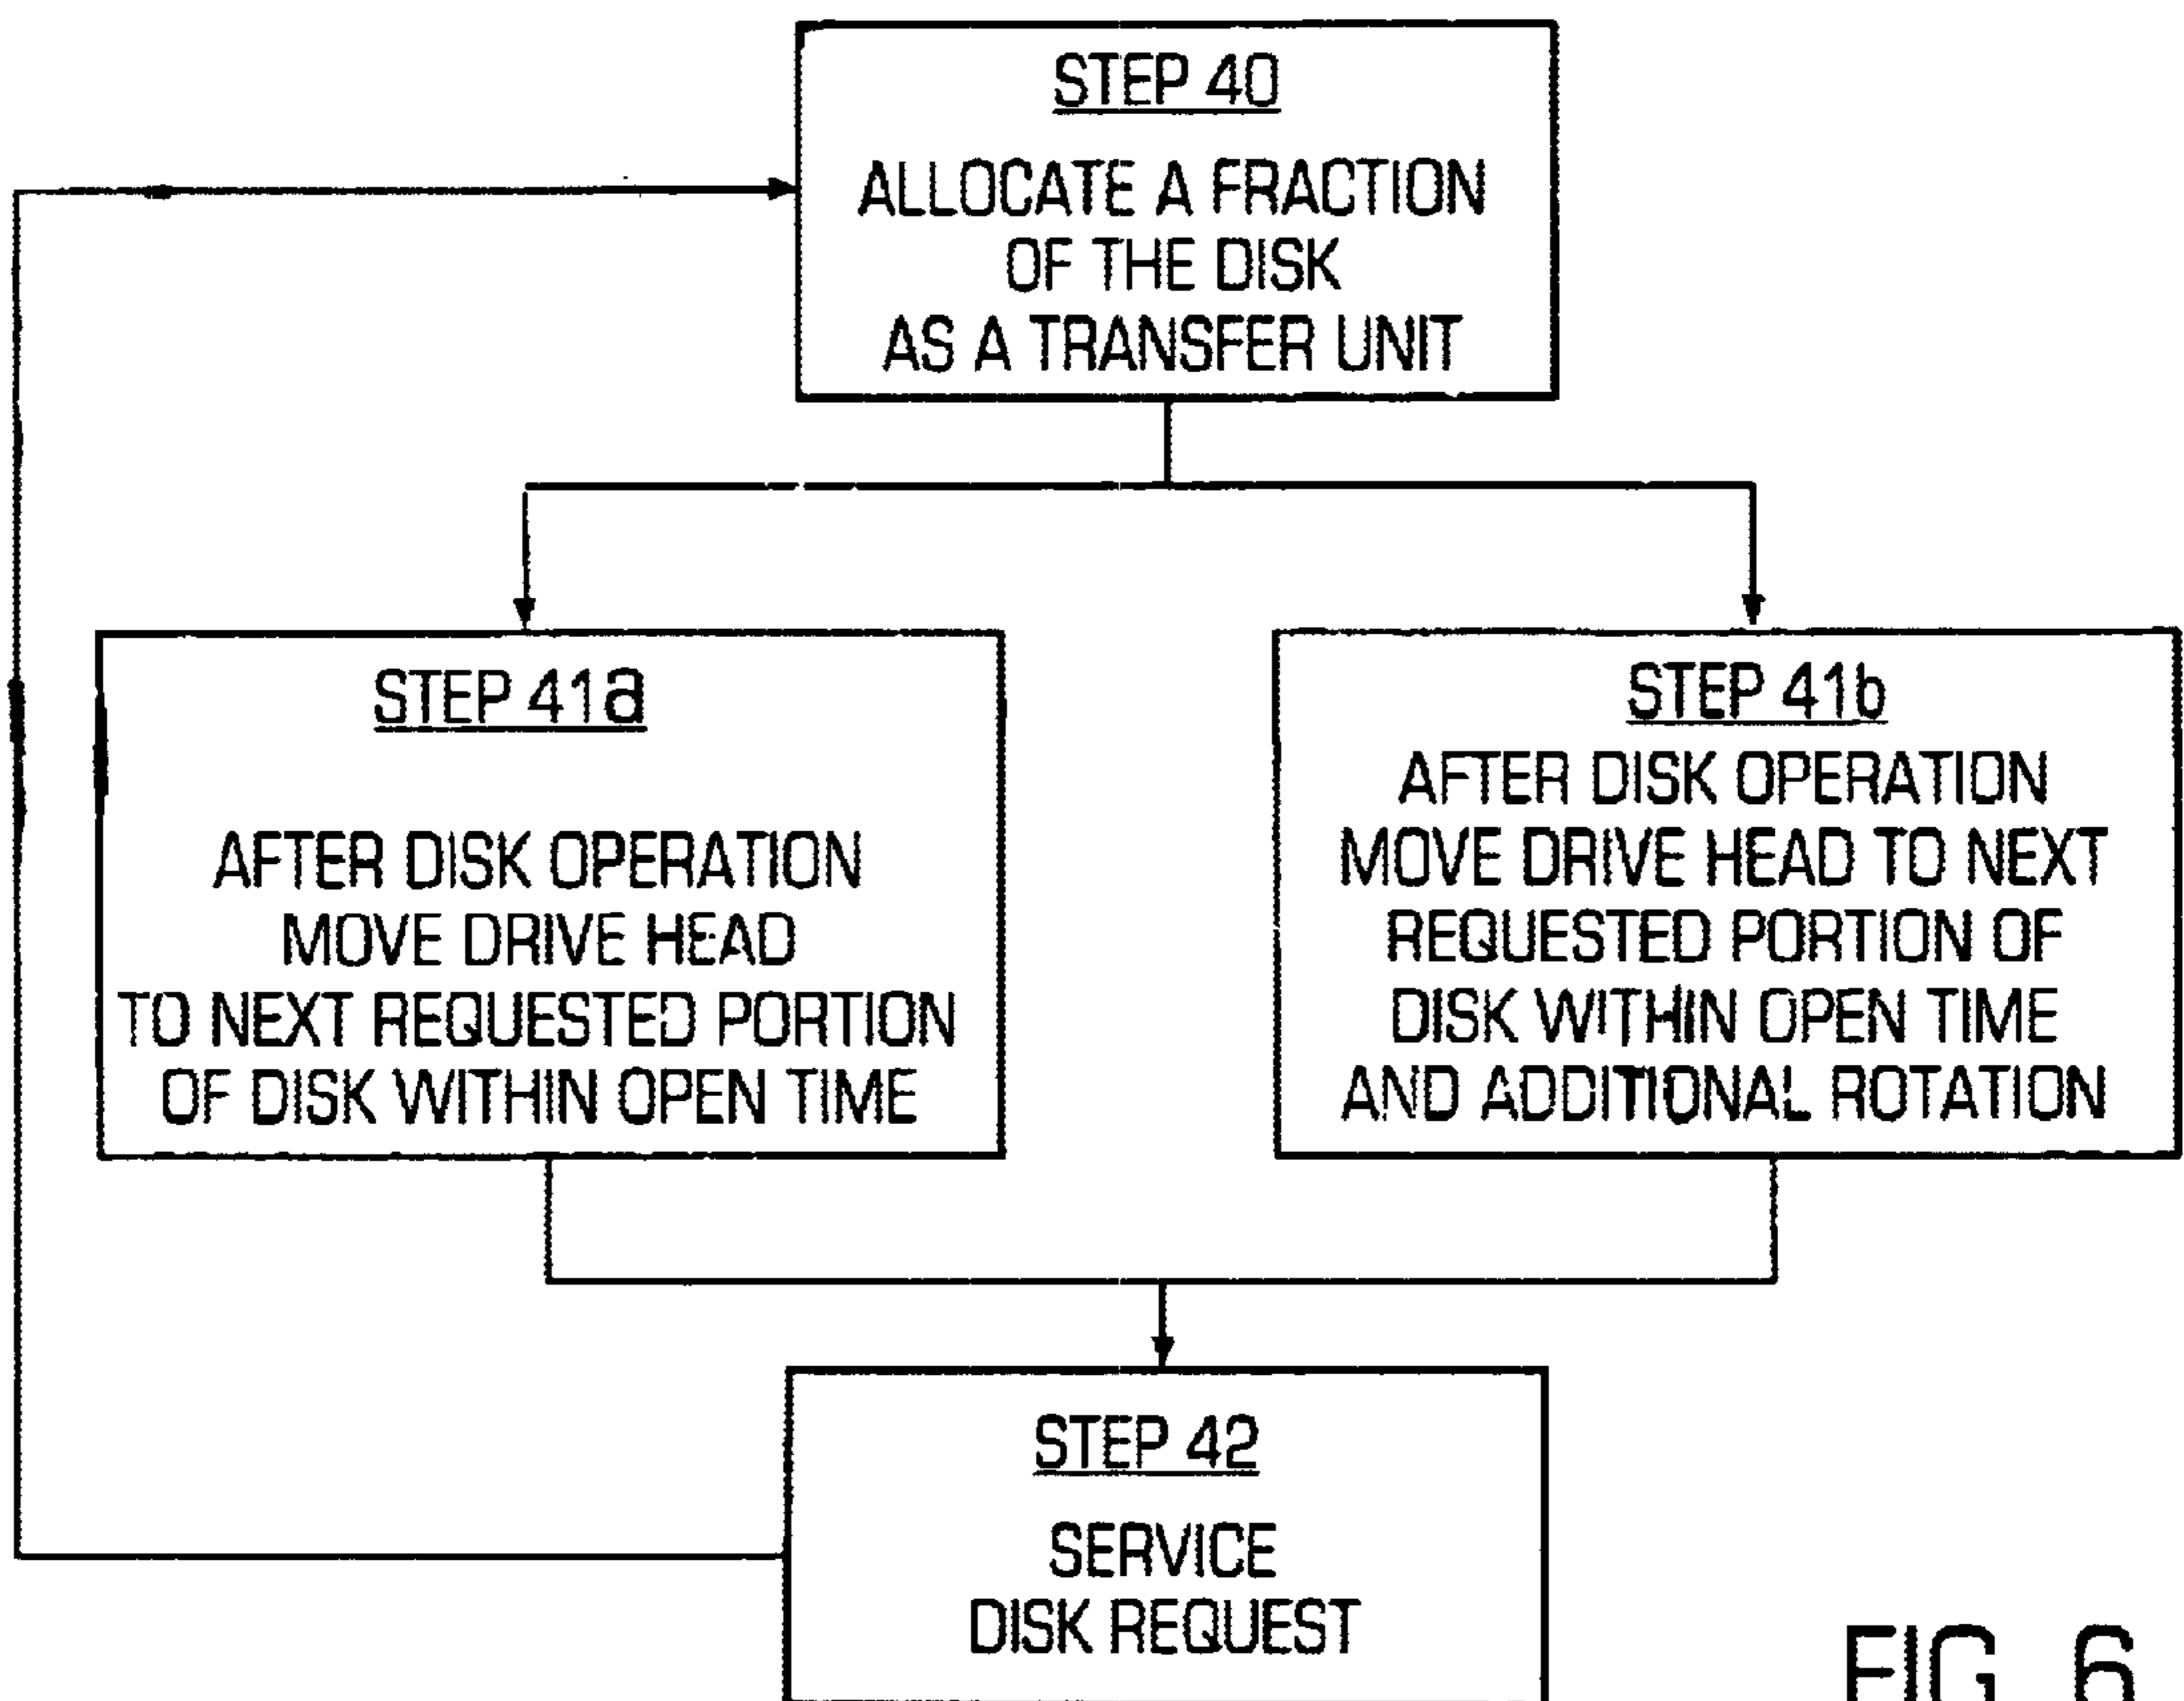 STEP 40
ALLOCATE A FRACTION
OF THE DISK
AS A TRANSFER UNIT
STEP 41a
AFTER DISK OPERATION
MOVE DRIVE HEAD
TO NEXT REQUESTED PORTION
OF DISK WITHIN OPEN TIME
STEP 41b
AFTER DISK OPERATION
MOVE DRIVE HEAD TO NEXT
REQUESTED PORTION OF
DISK WITHIN OPEN TIME
AND ADDITIONAL ROTATION
STEP 42
SERVICE
DISK REQUEST
FIG. 6